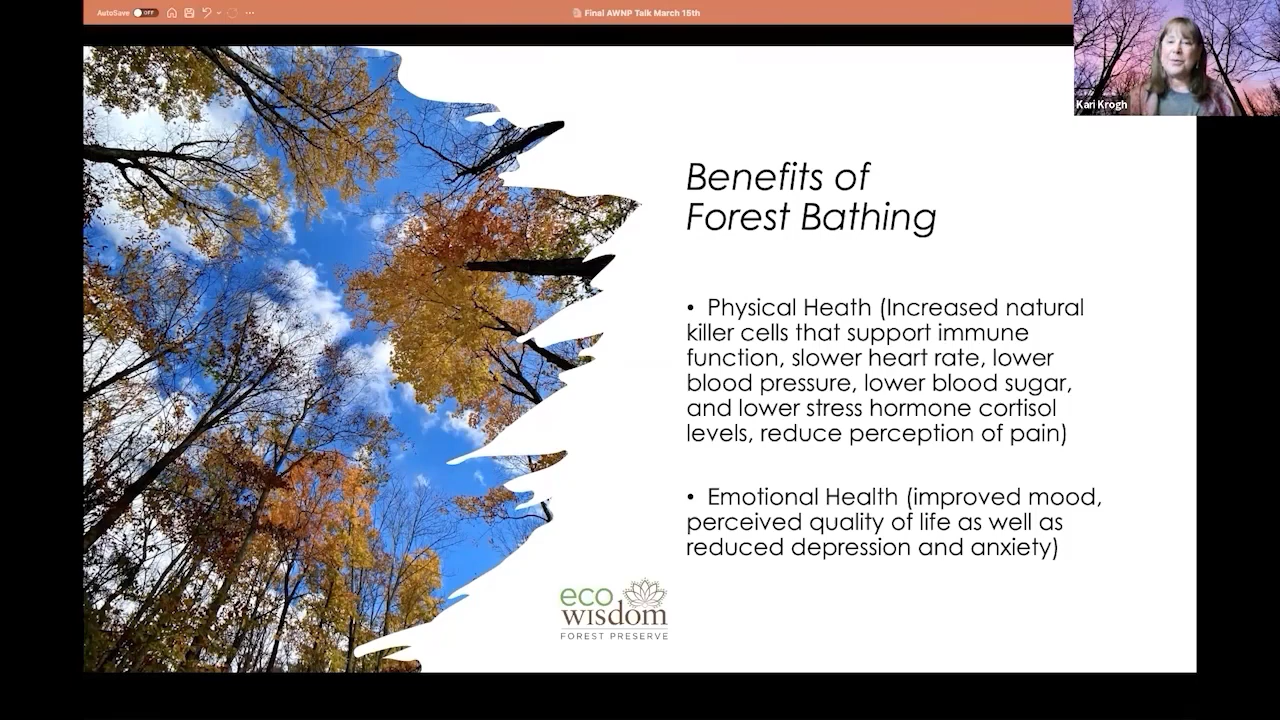 AutoSave OFF
Final AWNP Talk March 15th
Kari Krogh
Benefits of
Forest Bathing
• Physical Heath (Increased natural
killer cells that support immune
function, slower heart rate, lower
blood pressure, lower blood sugar,
and lower stress hormone cortisol
levels, reduce perception of pain)
• Emotional Health (improved mood,
perceived quality of life as well as
reduced depression and anxiety)
eco
wisdom
FOREST PRESERVE